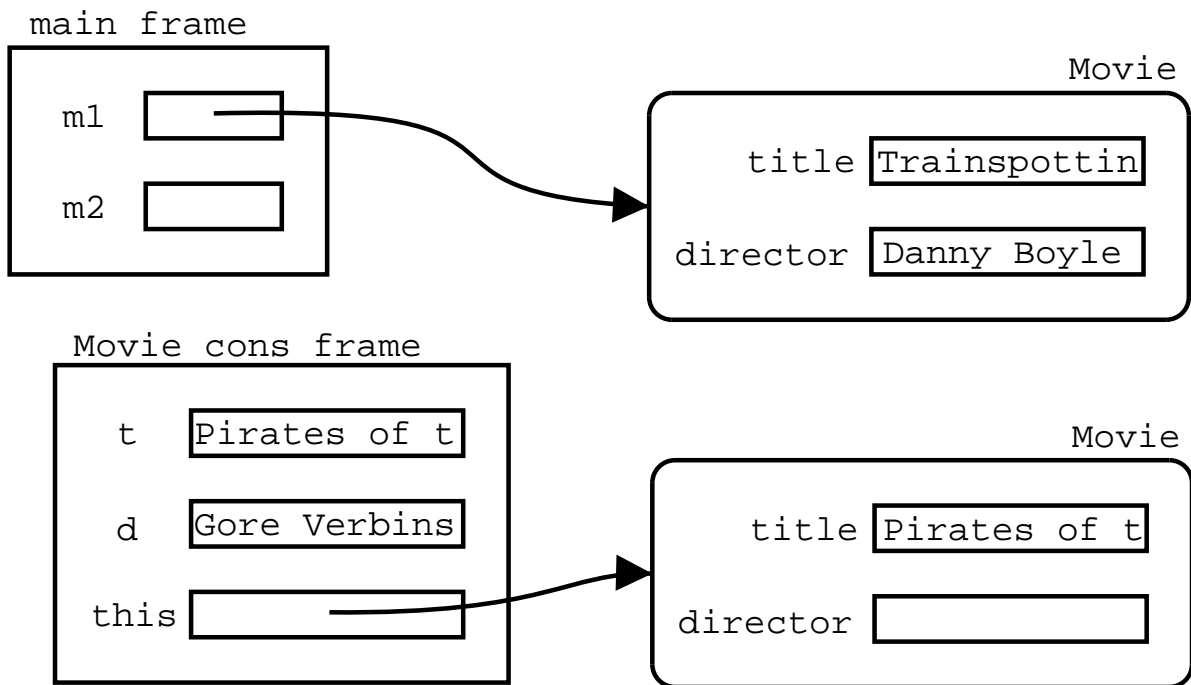 main frame
m1
m2
Movie
title Trainspottin
director Danny Boyle
Movie cons frame
t Pirates of t
d Gore Verbins
this
Movie
title Pirates of t
director